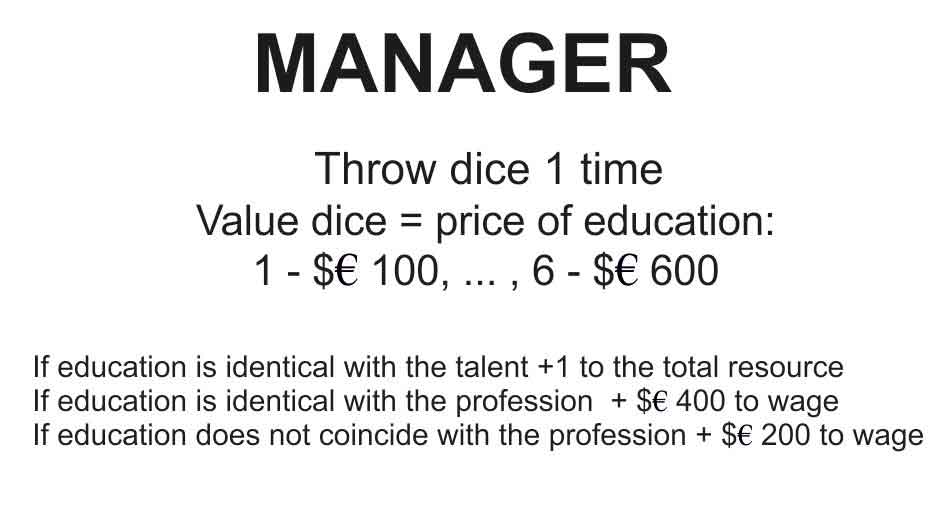 MANAGER
Throw dice 1 time
Value dice = price of education:
1 - $€ 100, ... , 6 - $€ 600
If education is identical with the talent +1 to the total resource
If education is identical with the profession  + $€ 400 to wage
If education does not coincide with the profession + $€ 200 to wage